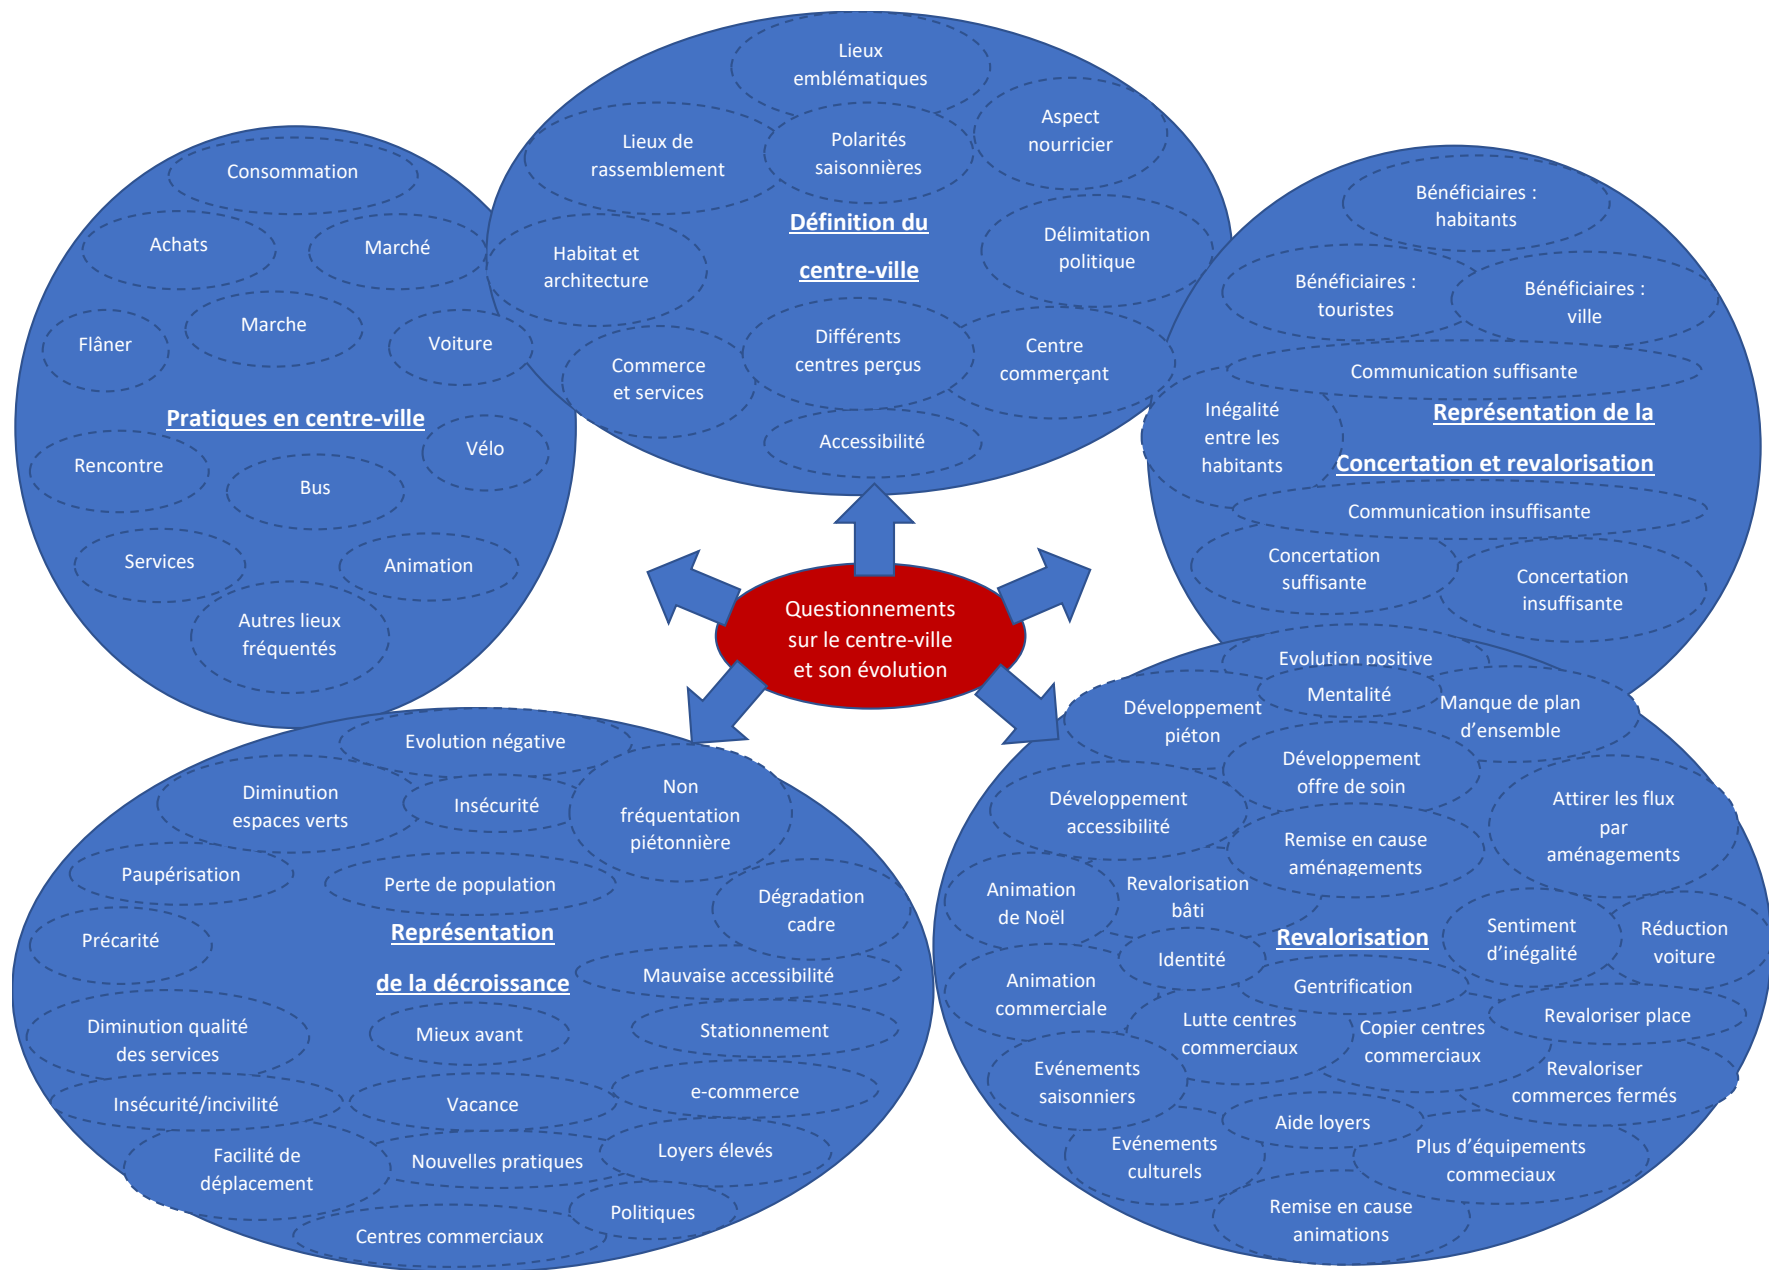 Lieux
emblématiques
Aspect
nourricier
Lieux de
rassemblement
Polarités
saisonnières
Définition du
centre-ville
Habitat et
architecture
Délimitation
politique
Différents
centres perçus
Centre
commerçant
Commerce
et services
Accessibilité
Consommation
Achats
Marché
Marche
Flâner
Voiture
Pratiques en centre-ville
Vélo
Rencontre
Bus
Services
Animation
Autres lieux
fréquentés
Bénéficiaires :
habitants
Bénéficiaires :
touristes
Bénéficiaires :
ville
Communication suffisante
Inégalité
entre les
habitants
Représentation de la
Concertation et revalorisation
Communication insuffisante
Concertation
suffisante
Concertation
insuffisante
Questionnements
sur le centre-ville
et son évolution
Evolution négative
Diminution
espaces verts
Insécurité
Non
fréquentation
piétonnière
Paupérisation
Perte de population
Dégradation
cadre
Précarité
Représentation
de la décroissance
Mauvaise accessibilité
Diminution qualité
des services
Mieux avant
Stationnement
Insécurité/incivilité
Vacance
e-commerce
Facilité de
déplacement
Nouvelles pratiques
Loyers élevés
Politiques
Centres commerciaux
Evolution positive
Mentalité
Développement
piéton
Manque de plan
d’ensemble
Développement
offre de soin
Développement
accessibilité
Attirer les flux
par
aménagements
Remise en cause
aménagements
Animation
de Noël
Revalorisation
bâti
Revalorisation
Sentiment
d’inégalité
Réduction
voiture
Identité
Animation
commerciale
Gentrification
Revaloriser place
Lutte centres
commerciaux
Copier centres
commerciaux
Evénements
saisonniers
Revaloriser
commerces fermés
Aide loyers
Evénements
culturels
Plus d’équipements
commeciaux
Remise en cause
animations